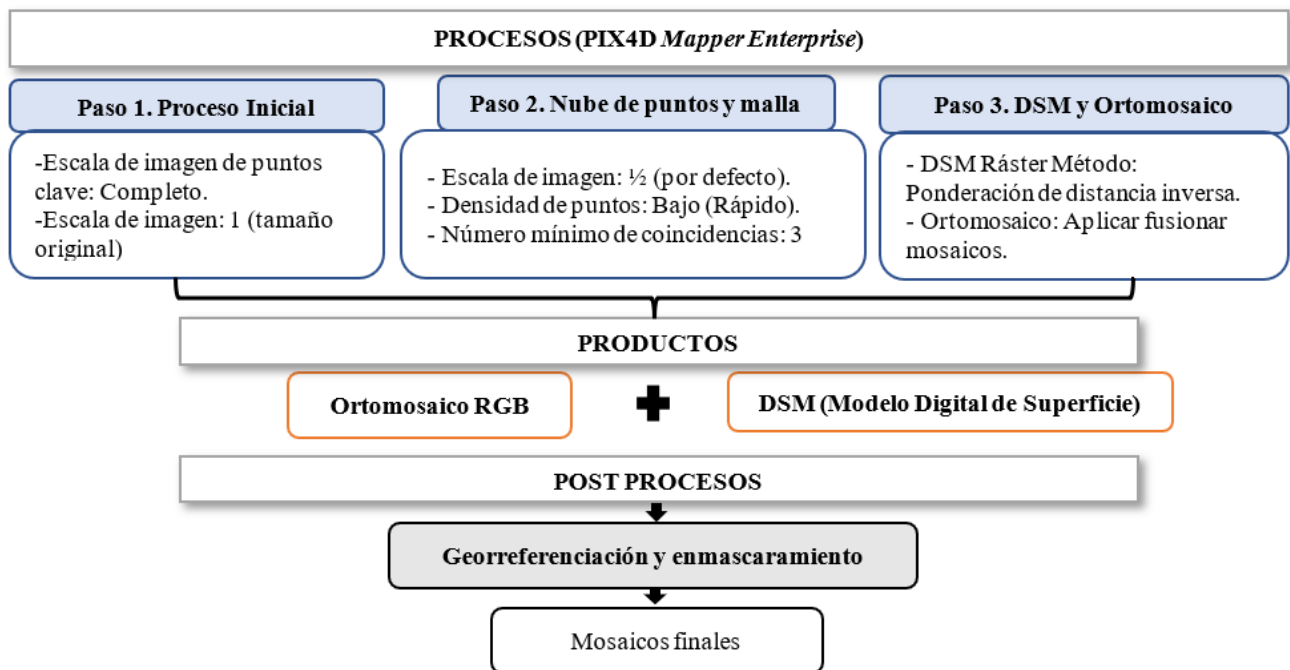 PROCESOS (PIX4D Mapper Enterprise)
Paso 1. Proceso Inicial
-Escala de imagen de puntos
clave: Completo.
-Escala de imagen: 1 (tamaño
original)
Paso 2. Nube de puntos y malla
- Escala de imagen: ½ (por defecto).
- Densidad de puntos: Bajo (Rápido).
- Número mínimo de coincidencias: 3
Paso 3. DSM y Ortomosaico
- DSM Ráster Método:
Ponderación de distancia inversa.
- Ortomosaico: Aplicar fusionar
mosaicos.
PRODUCTOS
Ortomosaico RGB
DSM (Modelo Digital de Superficie)
POST PROCESOS
Georreferenciación y enmascaramiento
Mosaicos finales